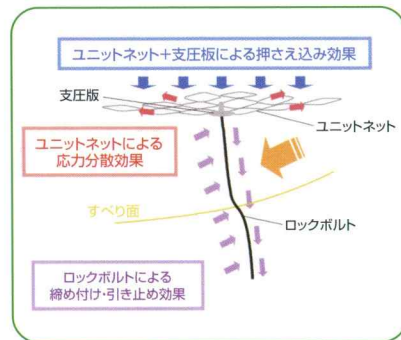 ユニットネット＋支圧板による押さえ込み効果
支圧版
ユニットネット
ユニットネットによる
応力分散効果
すべり面
ロックボルト
ロックボルトによる
締め付け・引き止め効果